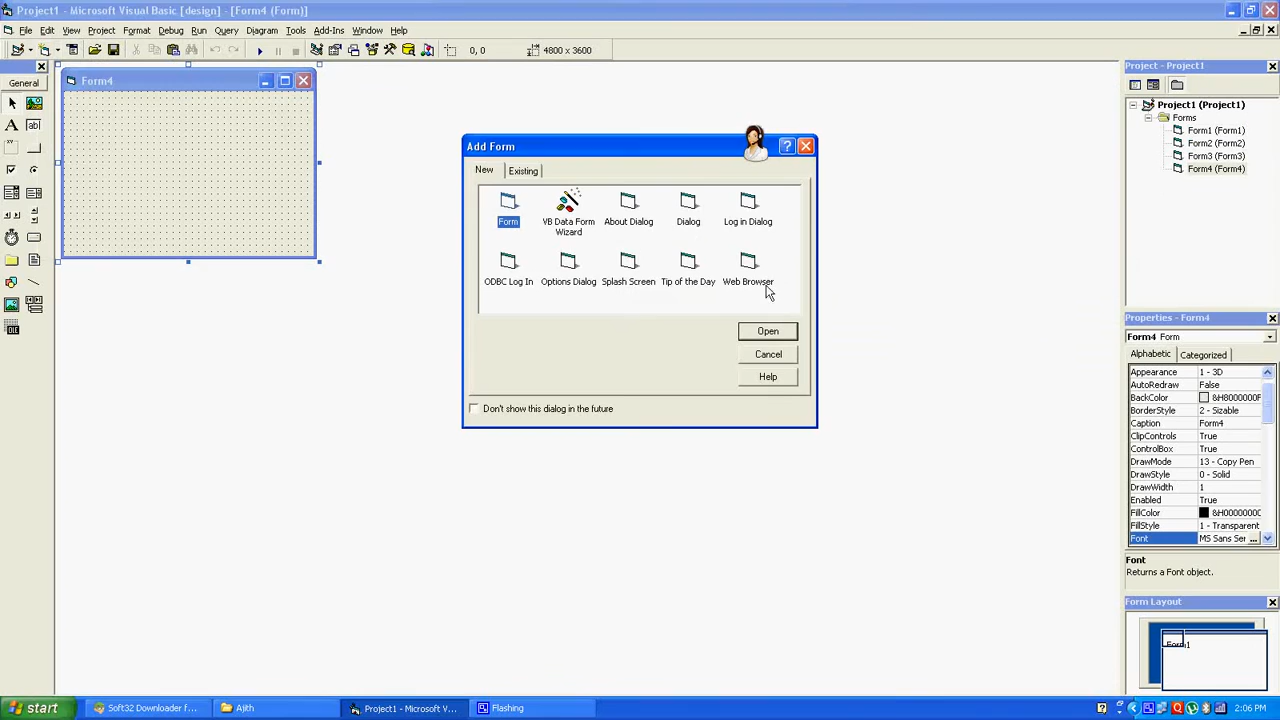 Project1 - Microsoft Visual Basic [design] - [Form4 (Form)]
File Edit View Project Format Debug Run Query Diagram Tools Add-Ins Window Help
0, 0 4800 x 3600
General
Form4
Project - Project1
Project1 (Project1)
Forms
Form1 (Form1)
Form2 (Form2)
Form3 (Form3)
Form4 (Form4)
Add Form
New Existing
Form VB Data Form Wizard About Dialog Dialog Log in Dialog
ODBC Log In Options Dialog Splash Screen Tip of the Day Web Browser
Open
Cancel
Help
Don't show this dialog in the future
Properties - Form4
Form4 Form
Alphabetic Categorized
Appearance 1 - 3D
AutoRedraw False
BackColor &H8000000F
BorderStyle 2 - Sizable
Caption Form4
ClipControls True
ControlBox True
DrawMode 13 - Copy Pen
DrawStyle 0 - Solid
DrawWidth 1
Enabled True
FillColor &H0000000
FillStyle 1 - Transparent
Font MS Sans Ser ...
Font
Returns a Font object.
Form Layout
Form1
start Soft32 Downloader f... Ajith Project1 - Microsoft V... Flashing 2:06 PM